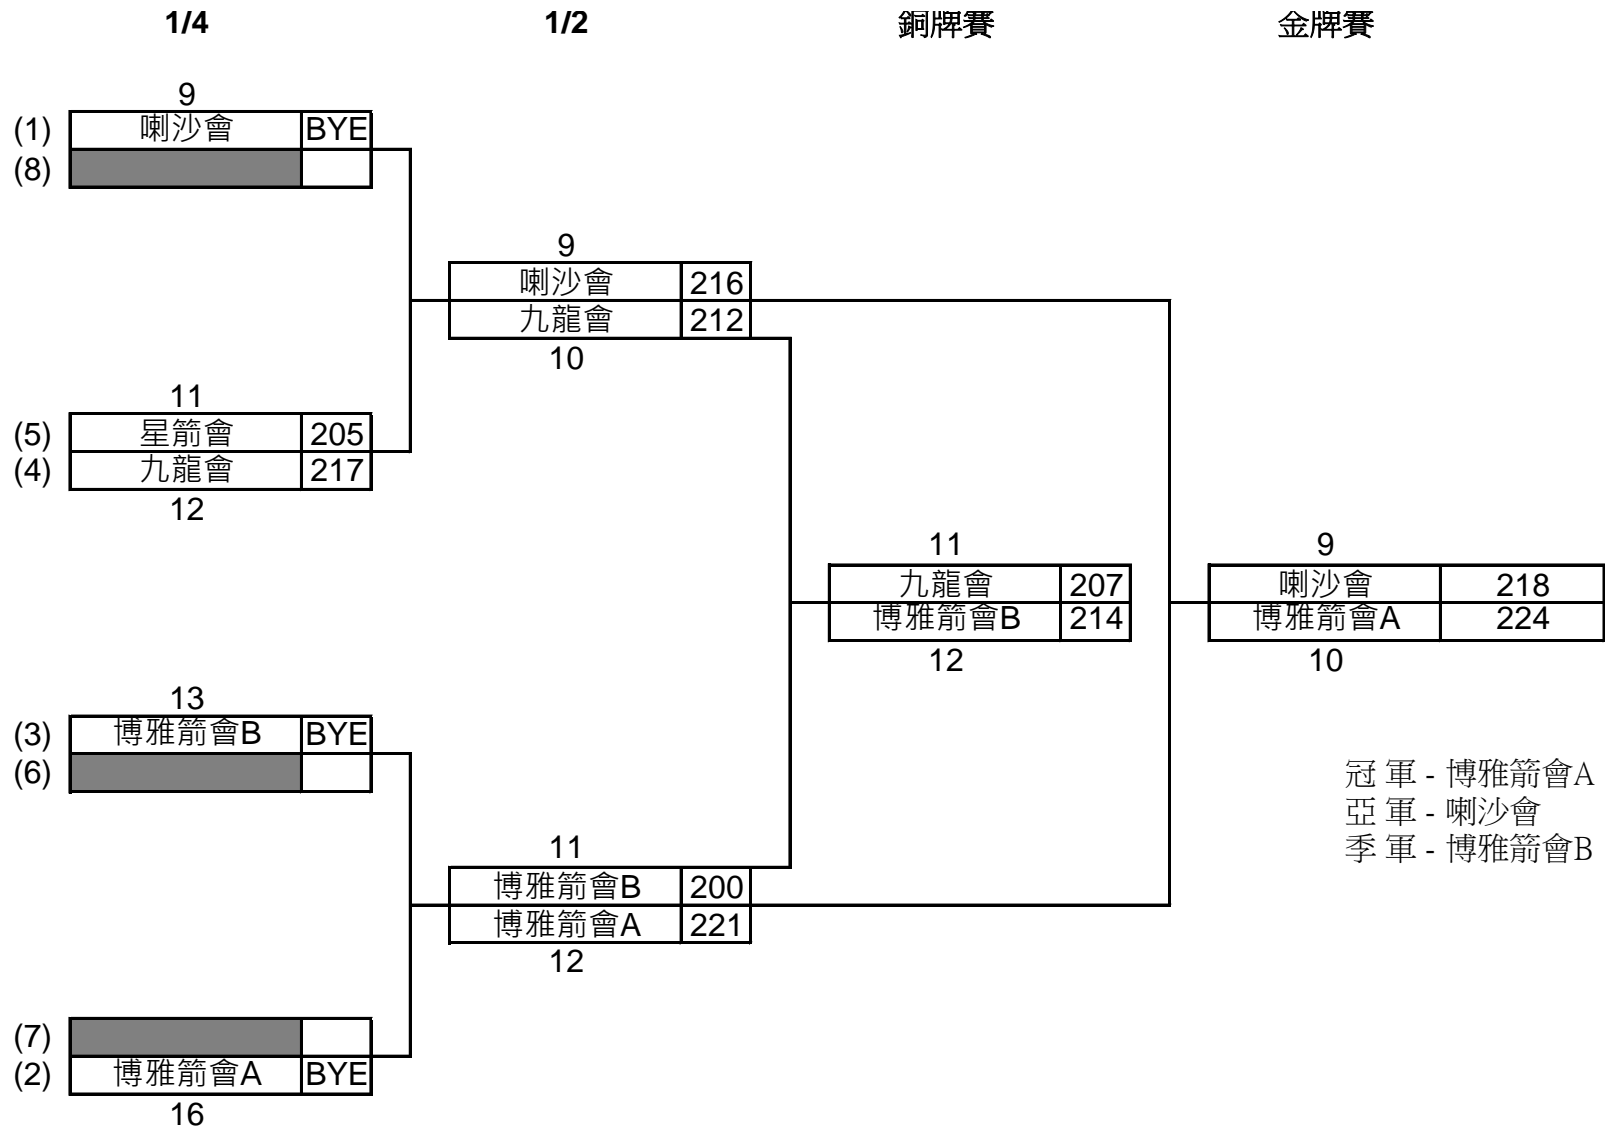 1/4 1/2 銅牌賽 金牌賽
9
(1) 喇沙會 BYE
(8)
9
喇沙會 216
九龍會 212
10
11
(5) 星箭會 205
(4) 九龍會 217
12
11 9
九龍會 207 喇沙會 218
博雅箭會B 214 博雅箭會A 224
12 10
13
(3) 博雅箭會B BYE
(6)
冠 軍 - 博雅箭會A
亞 軍 - 喇沙會
季 軍 - 博雅箭會B
11
博雅箭會B 200
博雅箭會A 221
12
(7)
(2) 博雅箭會A BYE
16